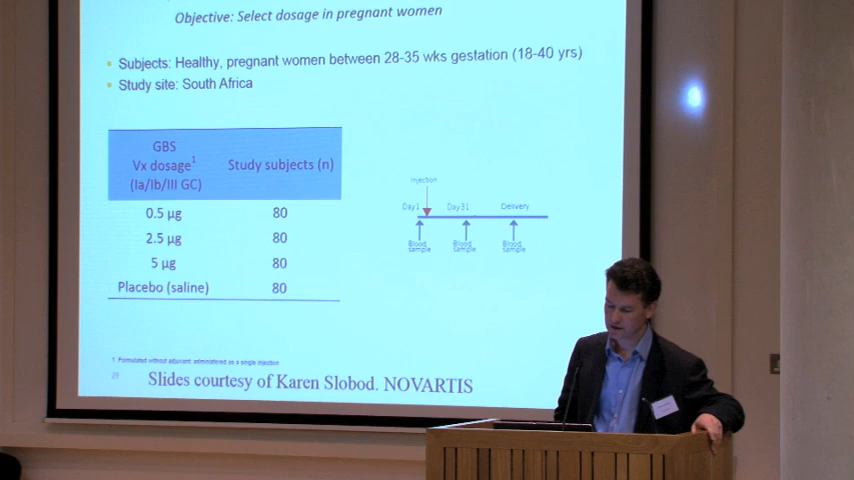 Objective: Select dosage in pregnant women
• Subjects: Healthy, pregnant women between 28-35 wks gestation (18-40 yrs)
• Study site: South Africa
GBS
Vx dosage1
(Ia/Ib/III GC)
Study subjects (n)
0.5 µg 80
2.5 µg 80
5 µg 80
Placebo (saline) 80
Injection
Day1 Day31 Delivery
Blood sample
Blood sample
Blood sample
1 Formulated without adjuvant, administered as a single injection
Slides courtesy of Karen Slobod. NOVARTIS